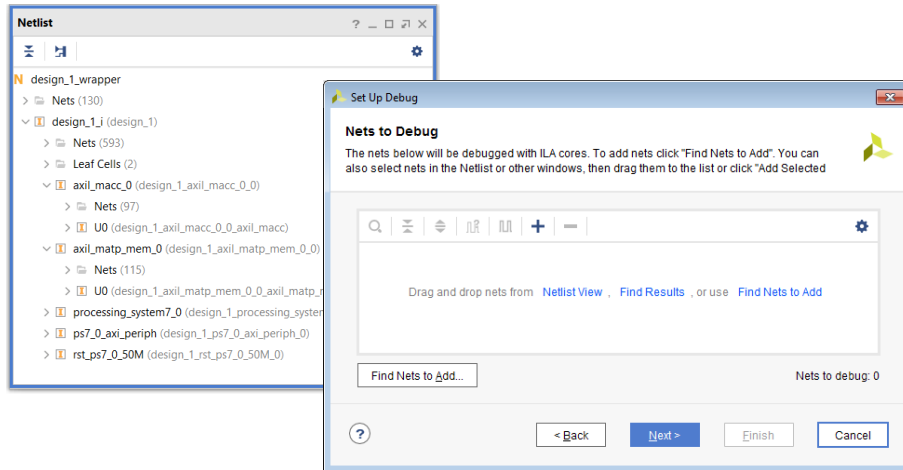 Netlist
design_1_wrapper
Nets (130)
design_1_i (design_1)
Nets (593)
Leaf Cells (2)
axil_macc_0 (design_1_axil_macc_0_0)
Nets (97)
U0 (design_1_axil_macc_0_0_axil_macc)
axil_matp_mem_0 (design_1_axil_matp_mem_0_0)
Nets (115)
U0 (design_1_axil_matp_mem_0_0_axil_matp_r
processing_system7_0 (design_1_processing_system
ps7_0_axi_periph (design_1_ps7_0_axi_periph_0)
rst_ps7_0_50M (design_1_rst_ps7_0_50M_0)
Set Up Debug
Nets to Debug
The nets below will be debugged with ILA cores. To add nets click "Find Nets to Add". You can
also select nets in the Netlist or other windows, then drag them to the list or click "Add Selected
Drag and drop nets from Netlist View , Find Results , or use Find Nets to Add
Find Nets to Add... Nets to debug: 0
< Back Next > Finish Cancel